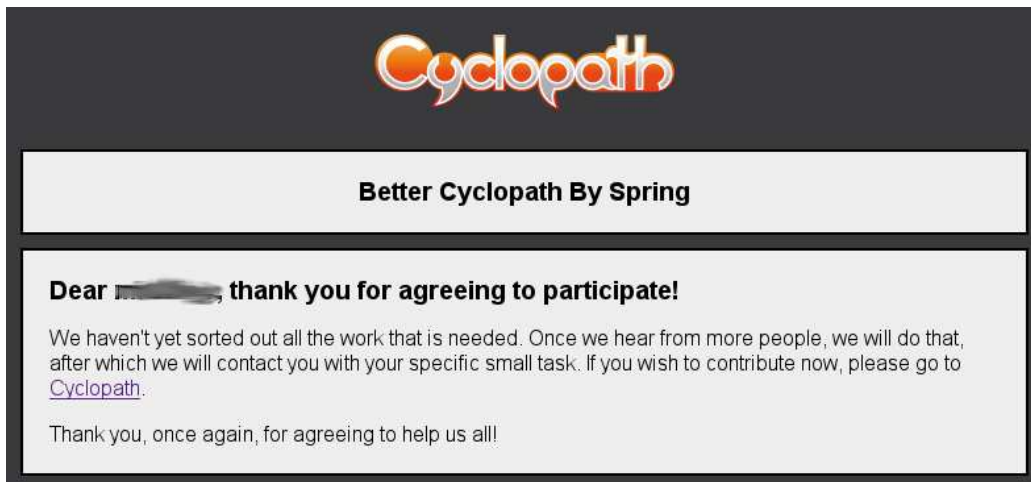 Cyclopath
Better Cyclopath By Spring
Dear , thank you for agreeing to participate!
We haven't yet sorted out all the work that is needed. Once we hear from more people, we will do that,
after which we will contact you with your specific small task. If you wish to contribute now, please go to
Cyclopath.
Thank you, once again, for agreeing to help us all!